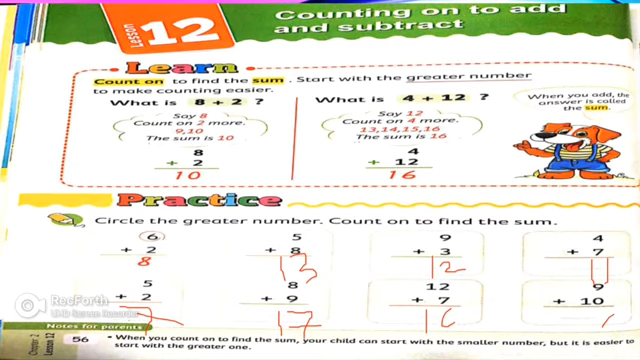 Lesson 12
Counting on to add
and subtract
Learn
Count on to find the sum. Start with the greater number
to make counting easier.
What is 8 + 2 ?
Say 8
Count on 2 more.
9,10
The sum is 10
8
+ 2
10
What is 4 + 12 ?
Say 12
Count on 4 more.
13,14,15,16
The sum is 16
4
+ 12
16
When you add, the
answer is called
the sum.
Practice
Circle the greater number. Count on to find the sum.
6
+ 2
8
5
+ 8
13
9
+ 3
12
4
+ 7
11
5
+ 2
7
8
+ 9
17
12
+ 7
9
+ 10
RecForth
Notes for parents
56
Chapter 2
Lesson 12
• When you count on to find the sum, your child can start with the smaller number, but it is easier to
start with the greater one.